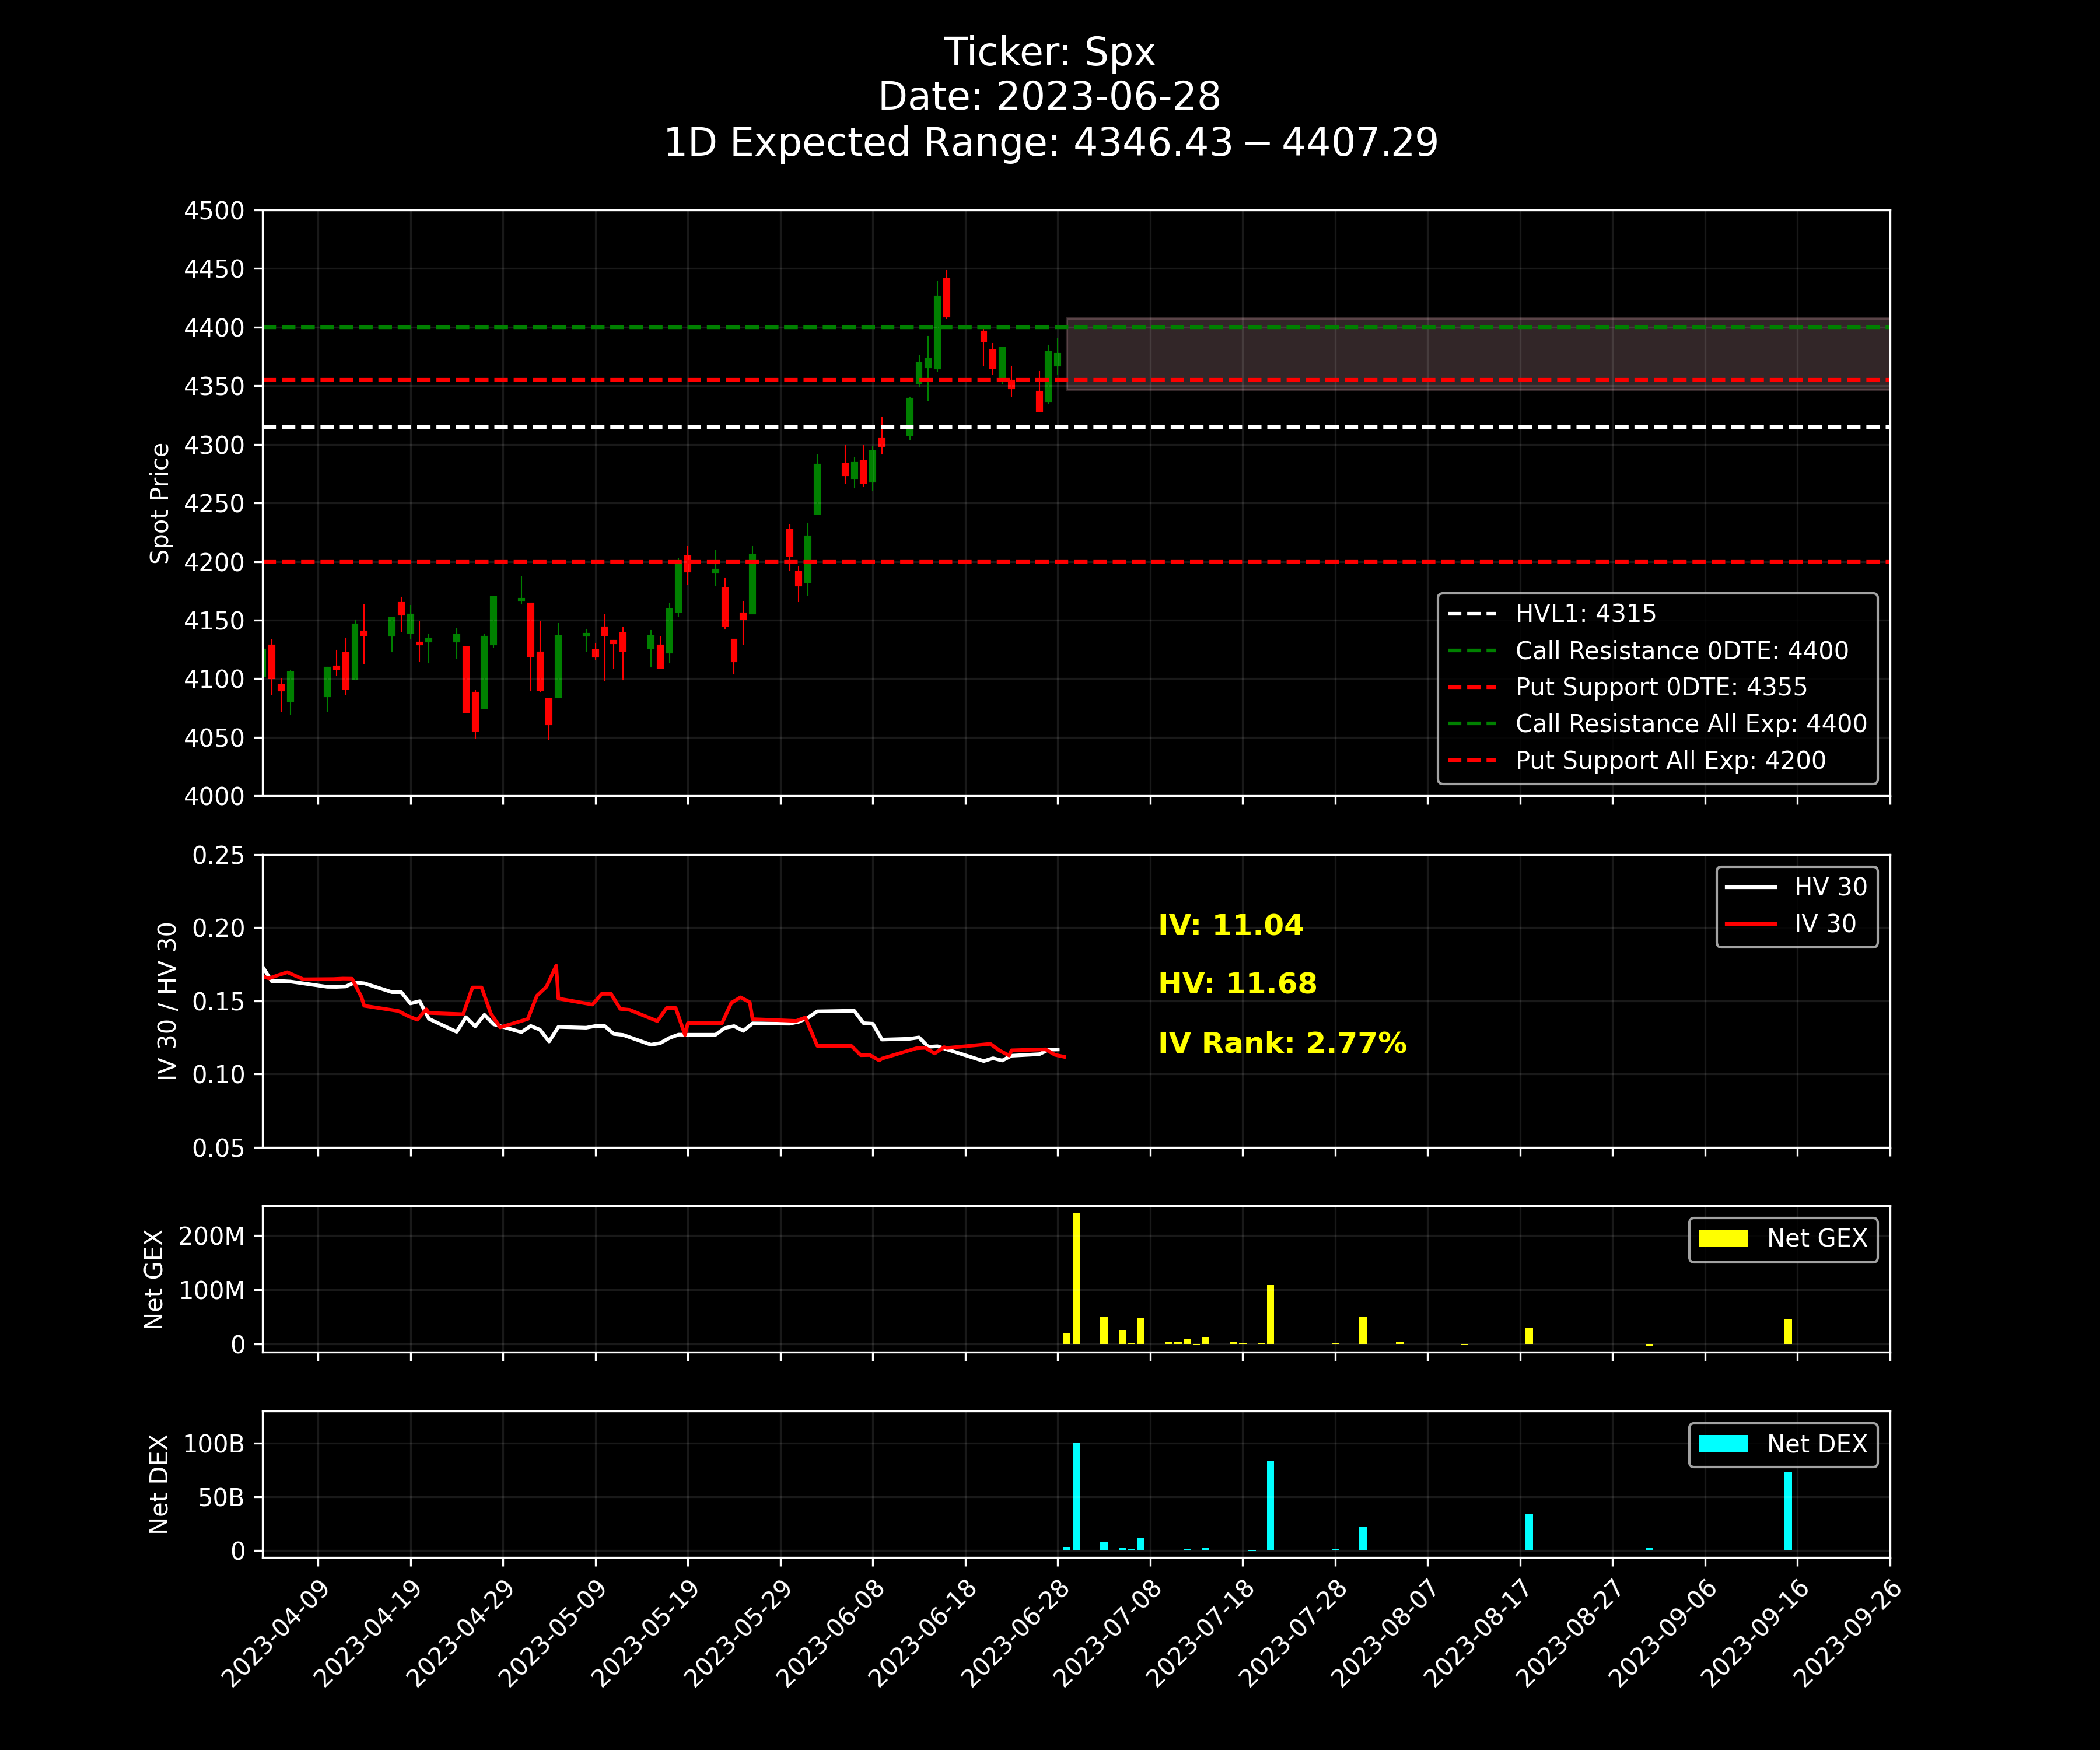 Ticker: Spx
Date: 2023-06-28
1D Expected Range: 4346.43 − 4407.29
4500
4450
4400
4350
4300
4250
4200
4150
4100
4050
4000
Spot Price
HVL1: 4315
Call Resistance 0DTE: 4400
Put Support 0DTE: 4355
Call Resistance All Exp: 4400
Put Support All Exp: 4200
0.25
0.20
0.15
0.10
0.05
IV 30 / HV 30
IV: 11.04
HV: 11.68
IV Rank: 2.77%
HV 30
IV 30
200M
100M
0
Net GEX
Net GEX
100B
50B
0
Net DEX
Net DEX
2023-04-09
2023-04-19
2023-04-29
2023-05-09
2023-05-19
2023-05-29
2023-06-08
2023-06-18
2023-06-28
2023-07-08
2023-07-18
2023-07-28
2023-08-07
2023-08-17
2023-08-27
2023-09-06
2023-09-16
2023-09-26